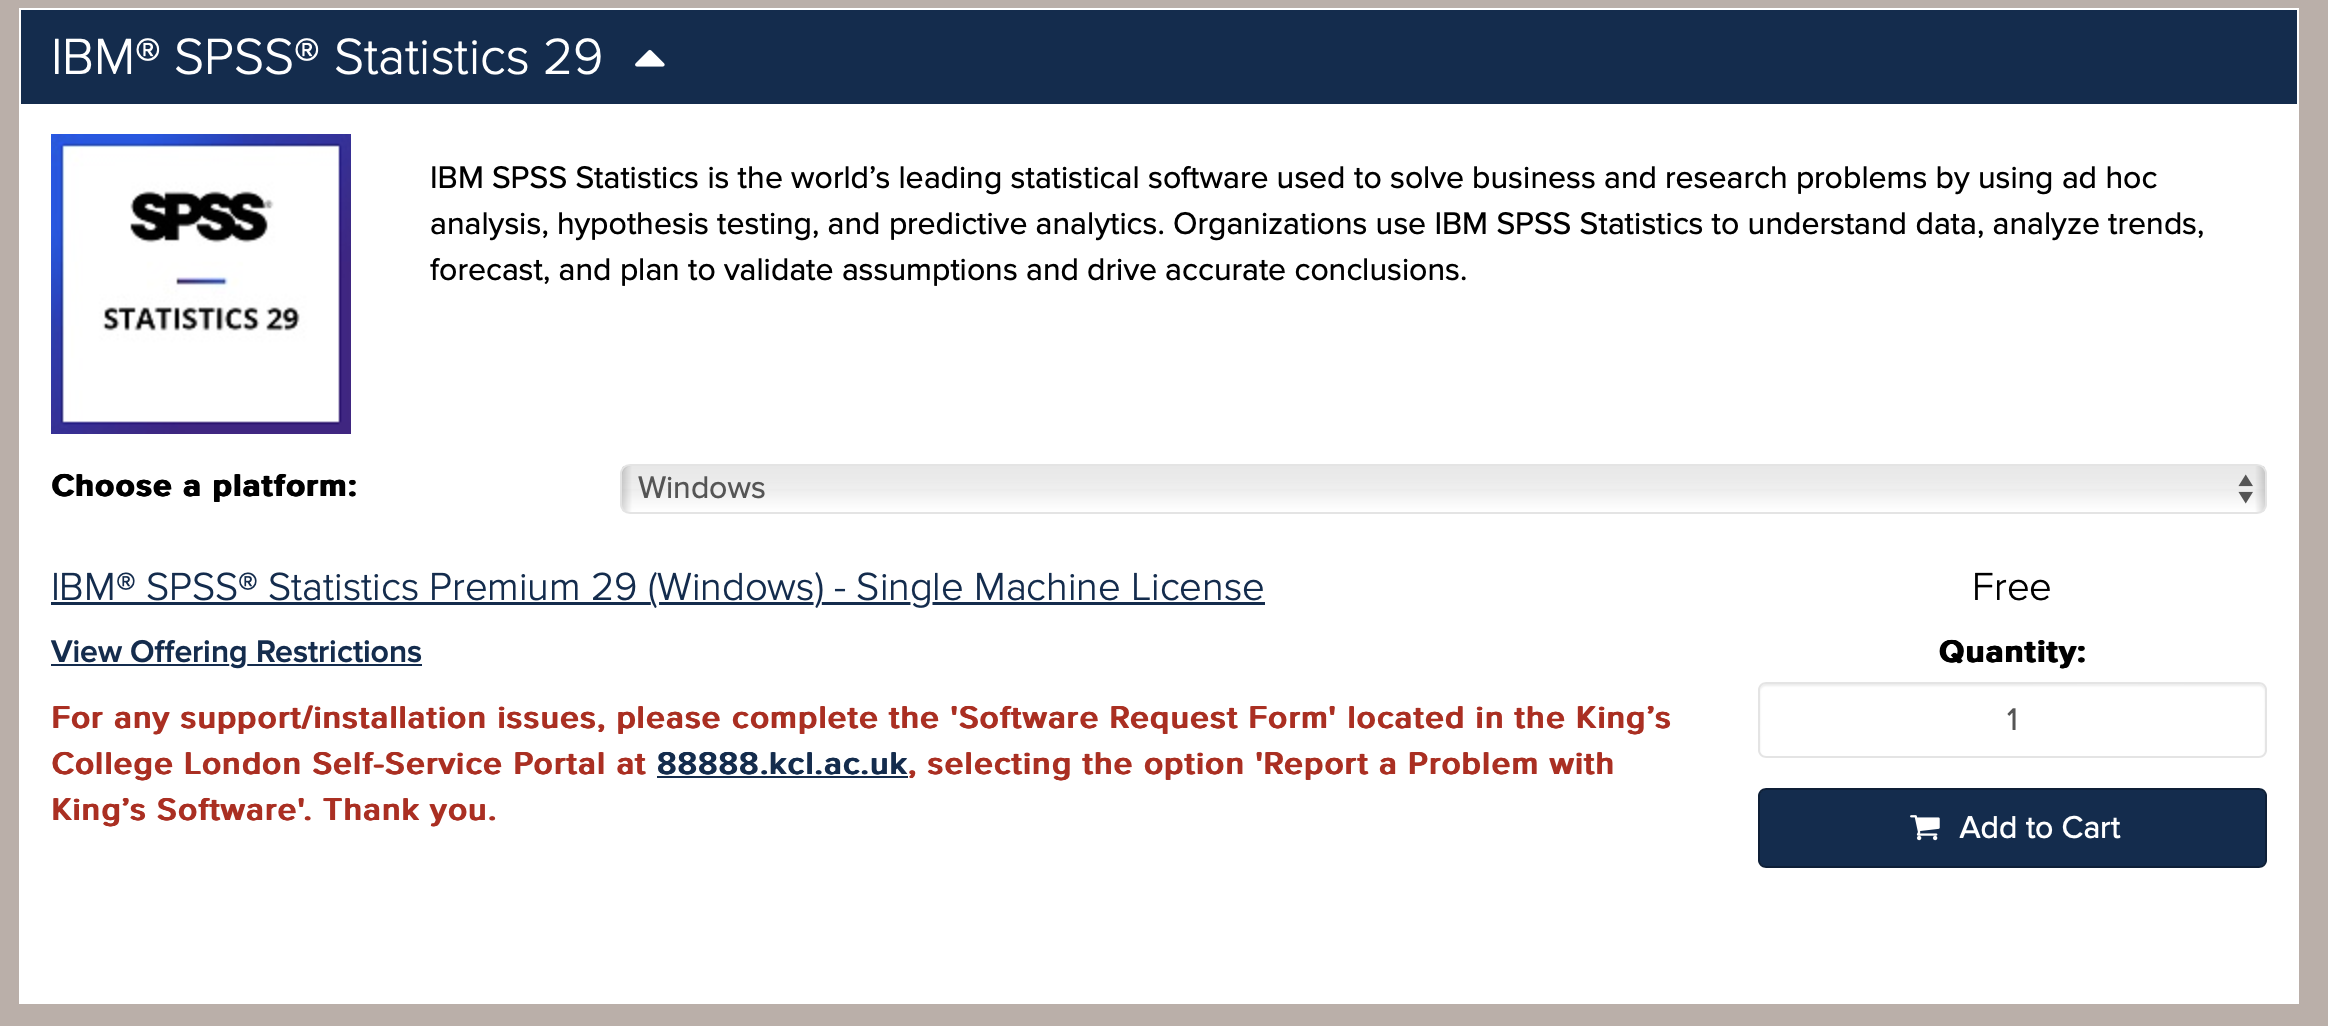 IBM® SPSS® Statistics 29
SPSS®
STATISTICS 29
IBM SPSS Statistics is the world’s leading statistical software used to solve business and research problems by using ad hoc
analysis, hypothesis testing, and predictive analytics. Organizations use IBM SPSS Statistics to understand data, analyze trends,
forecast, and plan to validate assumptions and drive accurate conclusions.
Choose a platform:
Windows
IBM® SPSS® Statistics Premium 29 (Windows) - Single Machine License
Free
View Offering Restrictions
Quantity:
For any support/installation issues, please complete the 'Software Request Form' located in the King’s
College London Self-Service Portal at 88888.kcl.ac.uk, selecting the option 'Report a Problem with
King’s Software'. Thank you.
1
Add to Cart